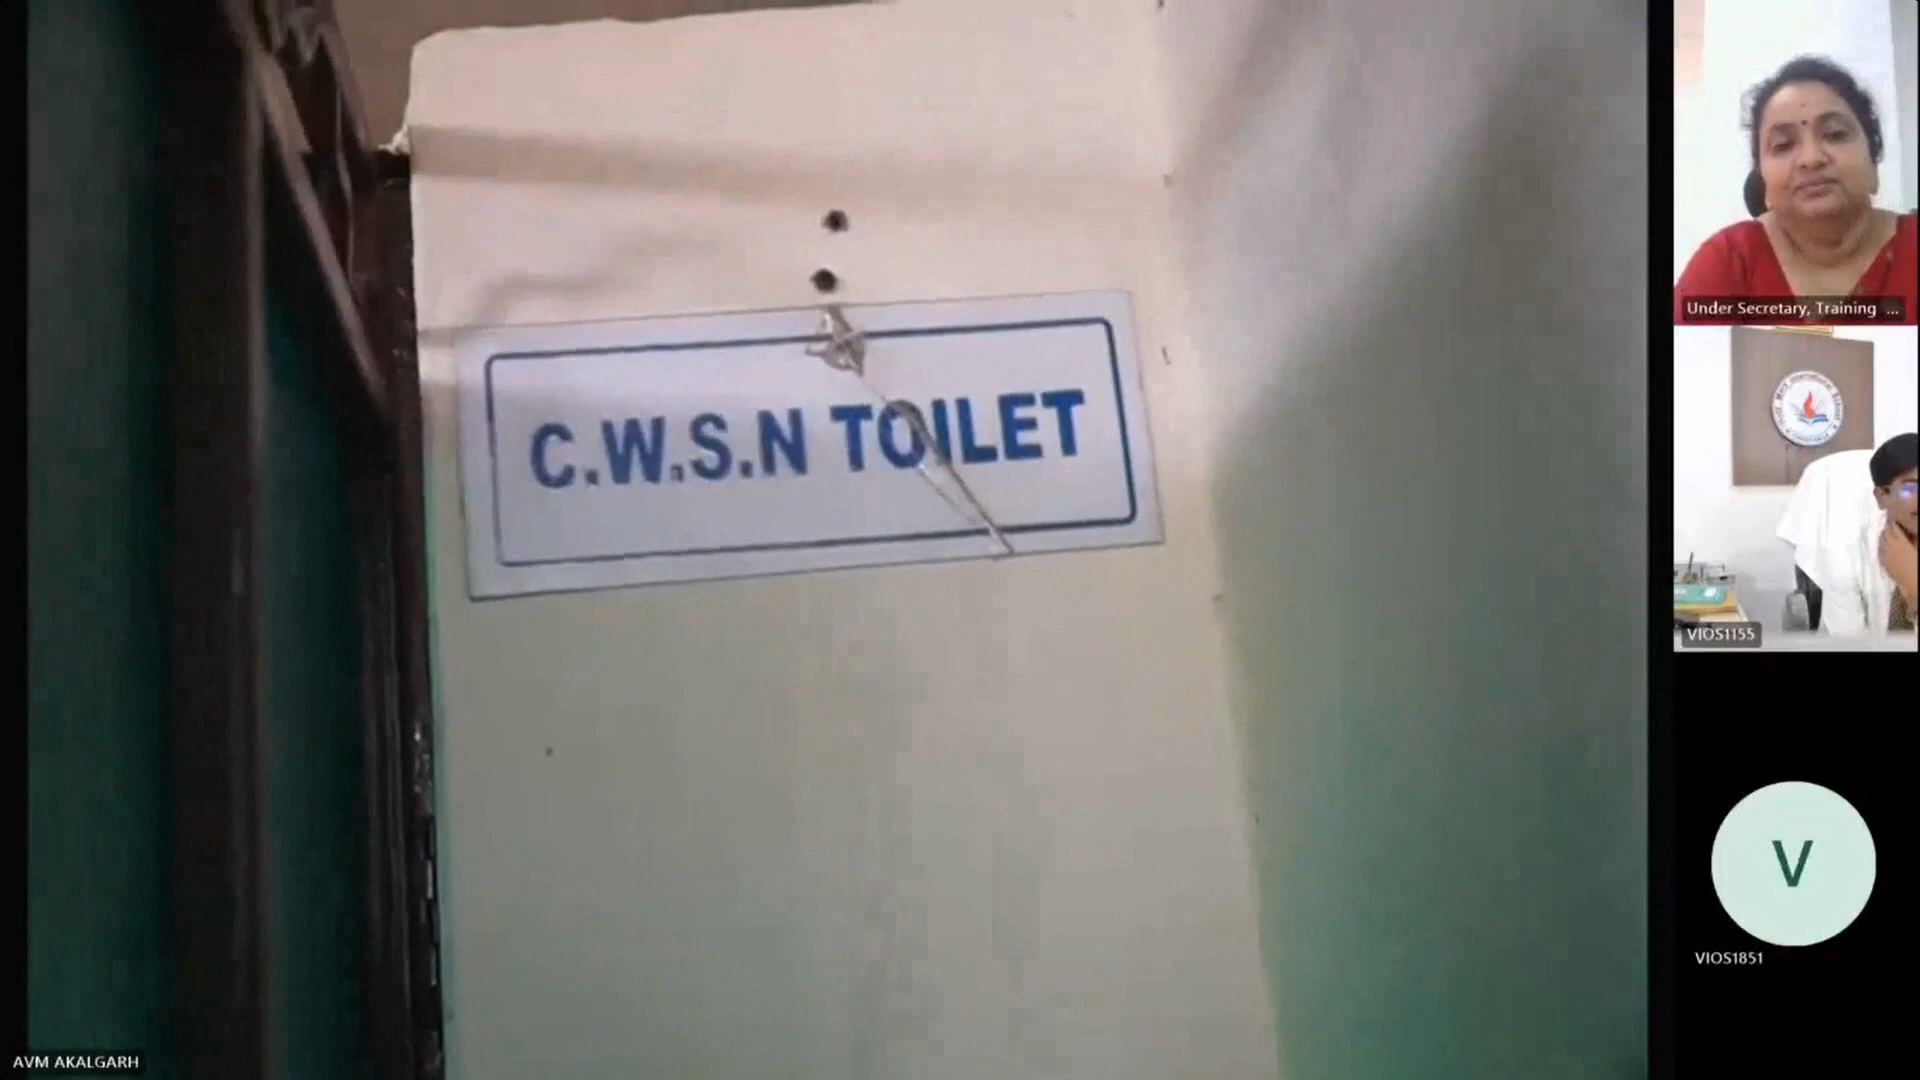 C.W.S.N TOILET
Under Secretary, Training ...
VIOS1155
V
VIOS1851
AVM AKALGARH